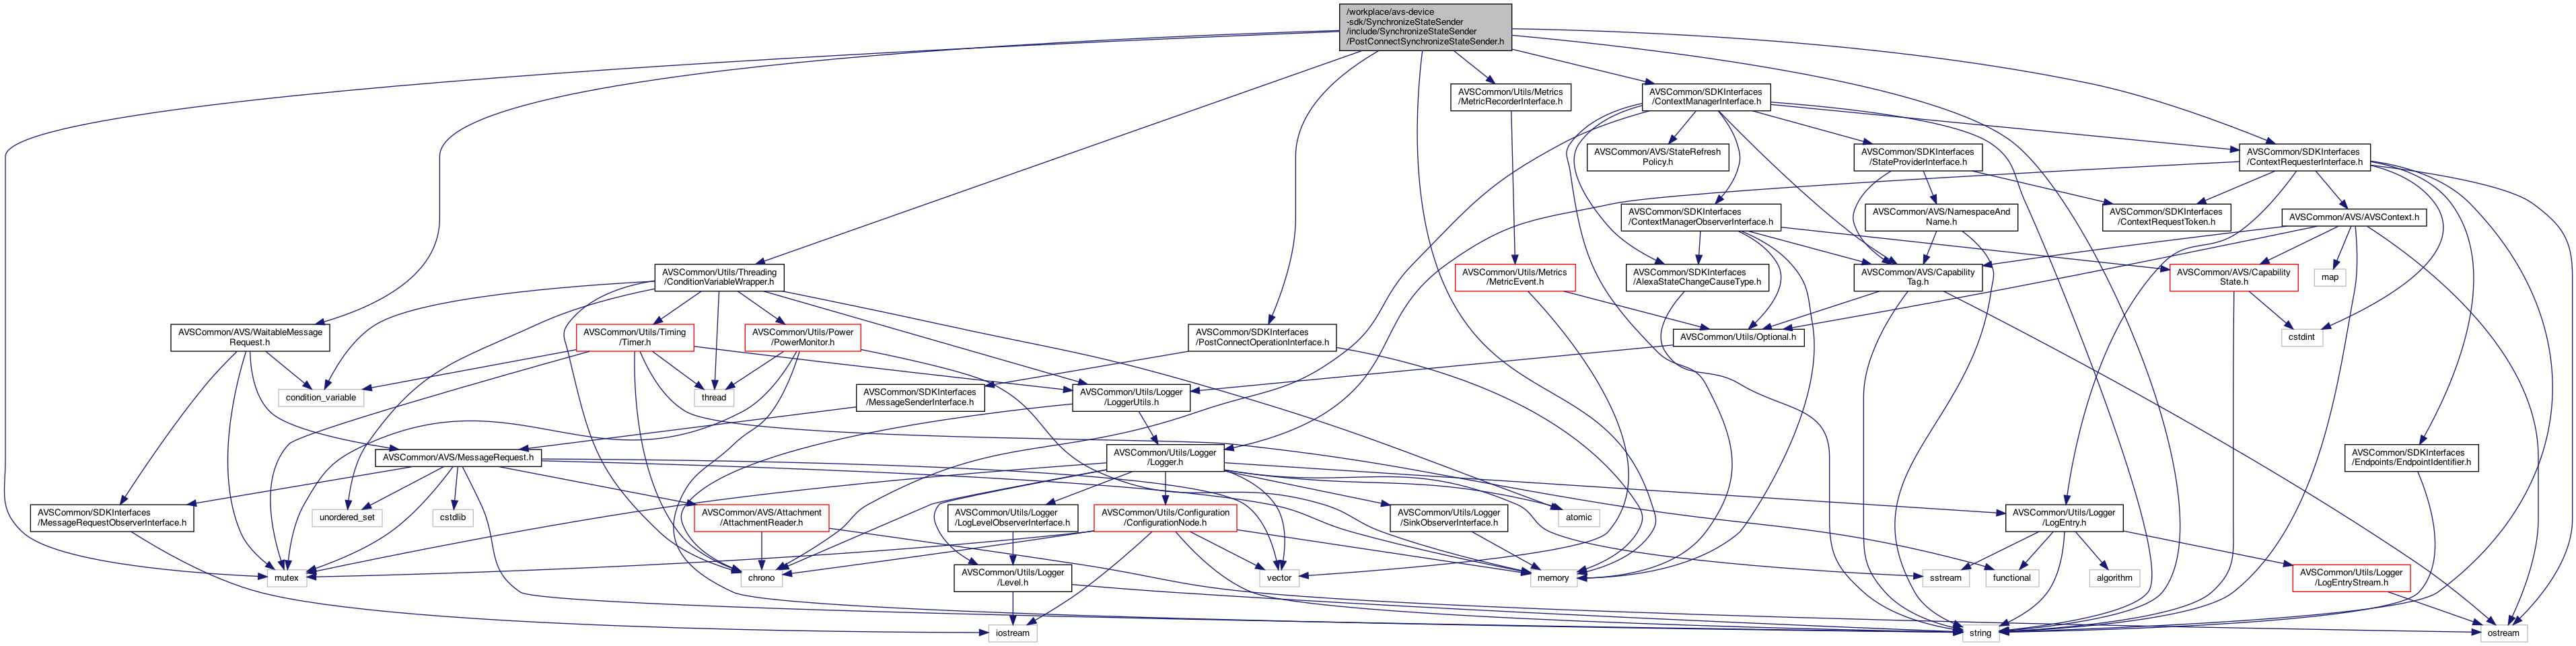 /workplace/avs-device
-sdk/SynchronizeStateSender
/include/SynchronizeStateSender
/PostConnectSynchronizeStateSender.h
AVSCommon/Utils/Metrics
/MetricRecorderInterface.h
AVSCommon/SDKInterfaces
/ContextManagerInterface.h
AVSCommon/AVS/StateRefresh
Policy.h
AVSCommon/SDKInterfaces
/StateProviderInterface.h
AVSCommon/SDKInterfaces
/ContextRequesterInterface.h
AVSCommon/SDKInterfaces
/ContextManagerObserverInterface.h
AVSCommon/AVS/NamespaceAnd
Name.h
AVSCommon/SDKInterfaces
/ContextRequestToken.h
AVSCommon/AVS/AVSContext.h
AVSCommon/Utils/Threading
/ConditionVariableWrapper.h
AVSCommon/Utils/Metrics
/MetricEvent.h
AVSCommon/SDKInterfaces
/AlexaStateChangeCauseType.h
AVSCommon/AVS/Capability
Tag.h
AVSCommon/AVS/Capability
State.h
map
AVSCommon/AVS/WaitableMessage
Request.h
AVSCommon/Utils/Timing
/Timer.h
AVSCommon/Utils/Power
/PowerMonitor.h
AVSCommon/SDKInterfaces
/PostConnectOperationInterface.h
AVSCommon/Utils/Optional.h
cstdint
condition_variable
thread
AVSCommon/SDKInterfaces
/MessageSenderInterface.h
AVSCommon/Utils/Logger
/LoggerUtils.h
AVSCommon/AVS/MessageRequest.h
AVSCommon/Utils/Logger
/Logger.h
AVSCommon/SDKInterfaces
/Endpoints/EndpointIdentifier.h
AVSCommon/SDKInterfaces
/MessageRequestObserverInterface.h
unordered_set
cstdlib
AVSCommon/AVS/Attachment
/AttachmentReader.h
AVSCommon/Utils/Logger
/LogLevelObserverInterface.h
AVSCommon/Utils/Configuration
/ConfigurationNode.h
AVSCommon/Utils/Logger
/SinkObserverInterface.h
atomic
AVSCommon/Utils/Logger
/LogEntry.h
mutex
chrono
AVSCommon/Utils/Logger
/Level.h
vector
memory
sstream
functional
algorithm
AVSCommon/Utils/Logger
/LogEntryStream.h
iostream
string
ostream